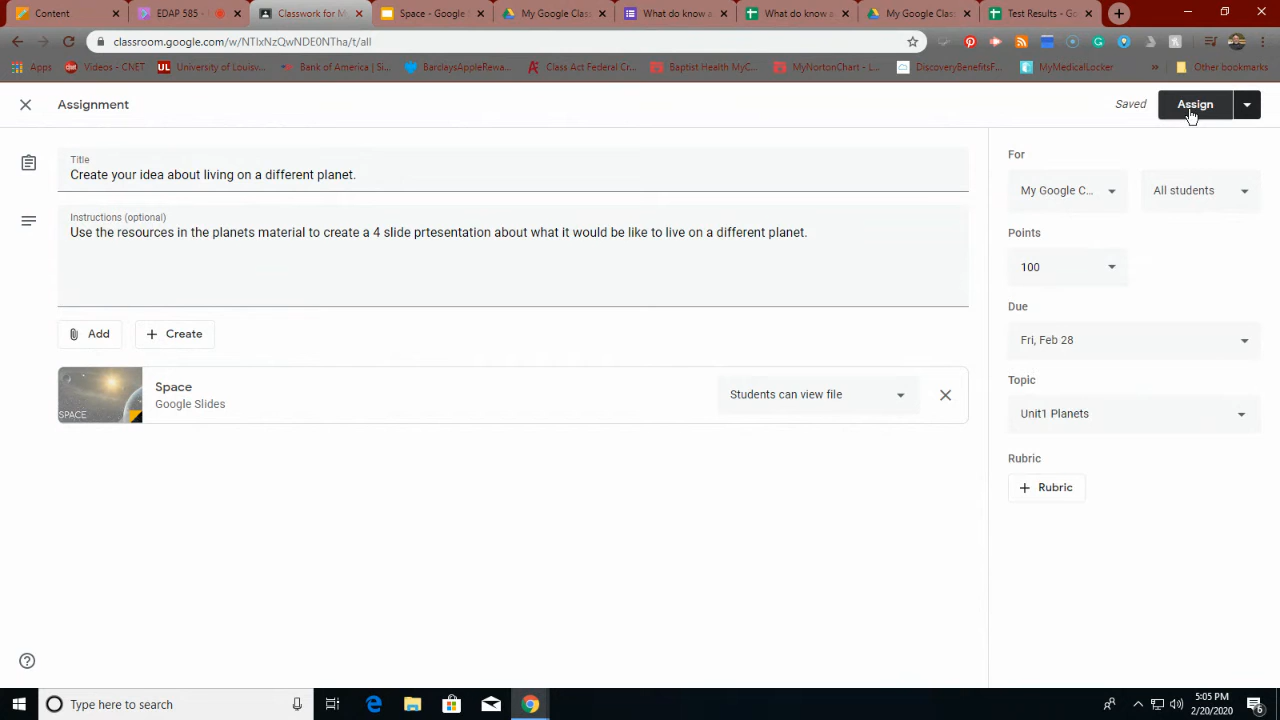 Content
EDAP 585 -
Classwork for M
Space - Google
My Google Clas
What do know a
What do know a
My Google Clas
Test Results - Go
classroom.google.com/w/NTIxNzQwNDE0NTha/t/all
Apps
Videos - CNET
University of Louisv...
Bank of America | Si...
BarclaysAppleRewa...
Class Act Federal Cr...
Baptist Health MyC...
MyNortonChart - L...
DiscoveryBenefitsF...
MyMedicalLocker
»
Other bookmarks
Assignment
Saved
Assign
Title
Create your idea about living on a different planet.
Instructions (optional)
Use the resources in the planets material to create a 4 slide prtesentation about what it would be like to live on a different planet.
Add
Create
SPACE
Space
Google Slides
Students can view file
For
My Google C...
All students
Points
100
Due
Fri, Feb 28
Topic
Unit1 Planets
Rubric
Rubric
Type here to search
5:05 PM
2/20/2020
6